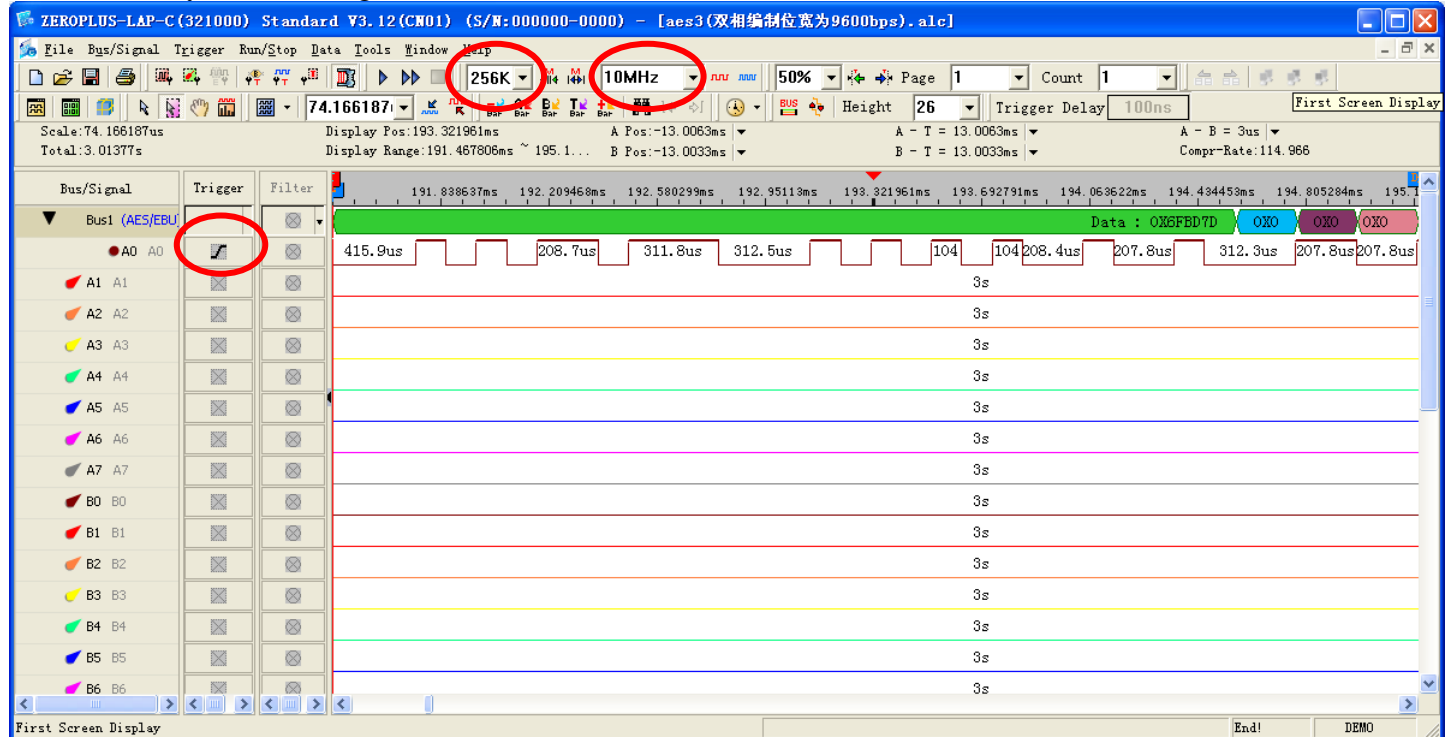 ZEROPLUS-LAP-C(321000) Standard V3.12(CN01) (S/N:000000-0000) - [aes3(双相编制位宽为9600bps).alc]
File Bus/Signal Trigger Run/Stop Data Tools Window Help
256K 10MHz 50% Page 1 Count 1
74.166187 Bar Bar Bar Bar Bar BUS Height 26 Trigger Delay 100ns First Screen Display
Scale:74.166187us Display Pos:193.321961ms A Pos:-13.0063ms A - T = 13.0063ms A - B = 3us
Total:3.01377s Display Range:191.467806ms ~ 195.1... B Pos:-13.0033ms B - T = 13.0033ms Compr-Rate:114.966
Bus/Signal Trigger Filter 191.838637ms 192.209468ms 192.580299ms 192.95113ms 193.321961ms 193.692791ms 194.063622ms 194.434453ms 194.805284ms 195.1
Bus1 (AES/EBU) Data : 0X6FBD7D 0X0 0X0 0X0
A0 A0 415.9us 208.7us 311.8us 312.5us 104 104 208.4us 207.8us 312.3us 207.8us 207.8us
A1 A1 3s
A2 A2 3s
A3 A3 3s
A4 A4 3s
A5 A5 3s
A6 A6 3s
A7 A7 3s
B0 B0 3s
B1 B1 3s
B2 B2 3s
B3 B3 3s
B4 B4 3s
B5 B5 3s
B6 B6 3s
First Screen Display End! DEMO